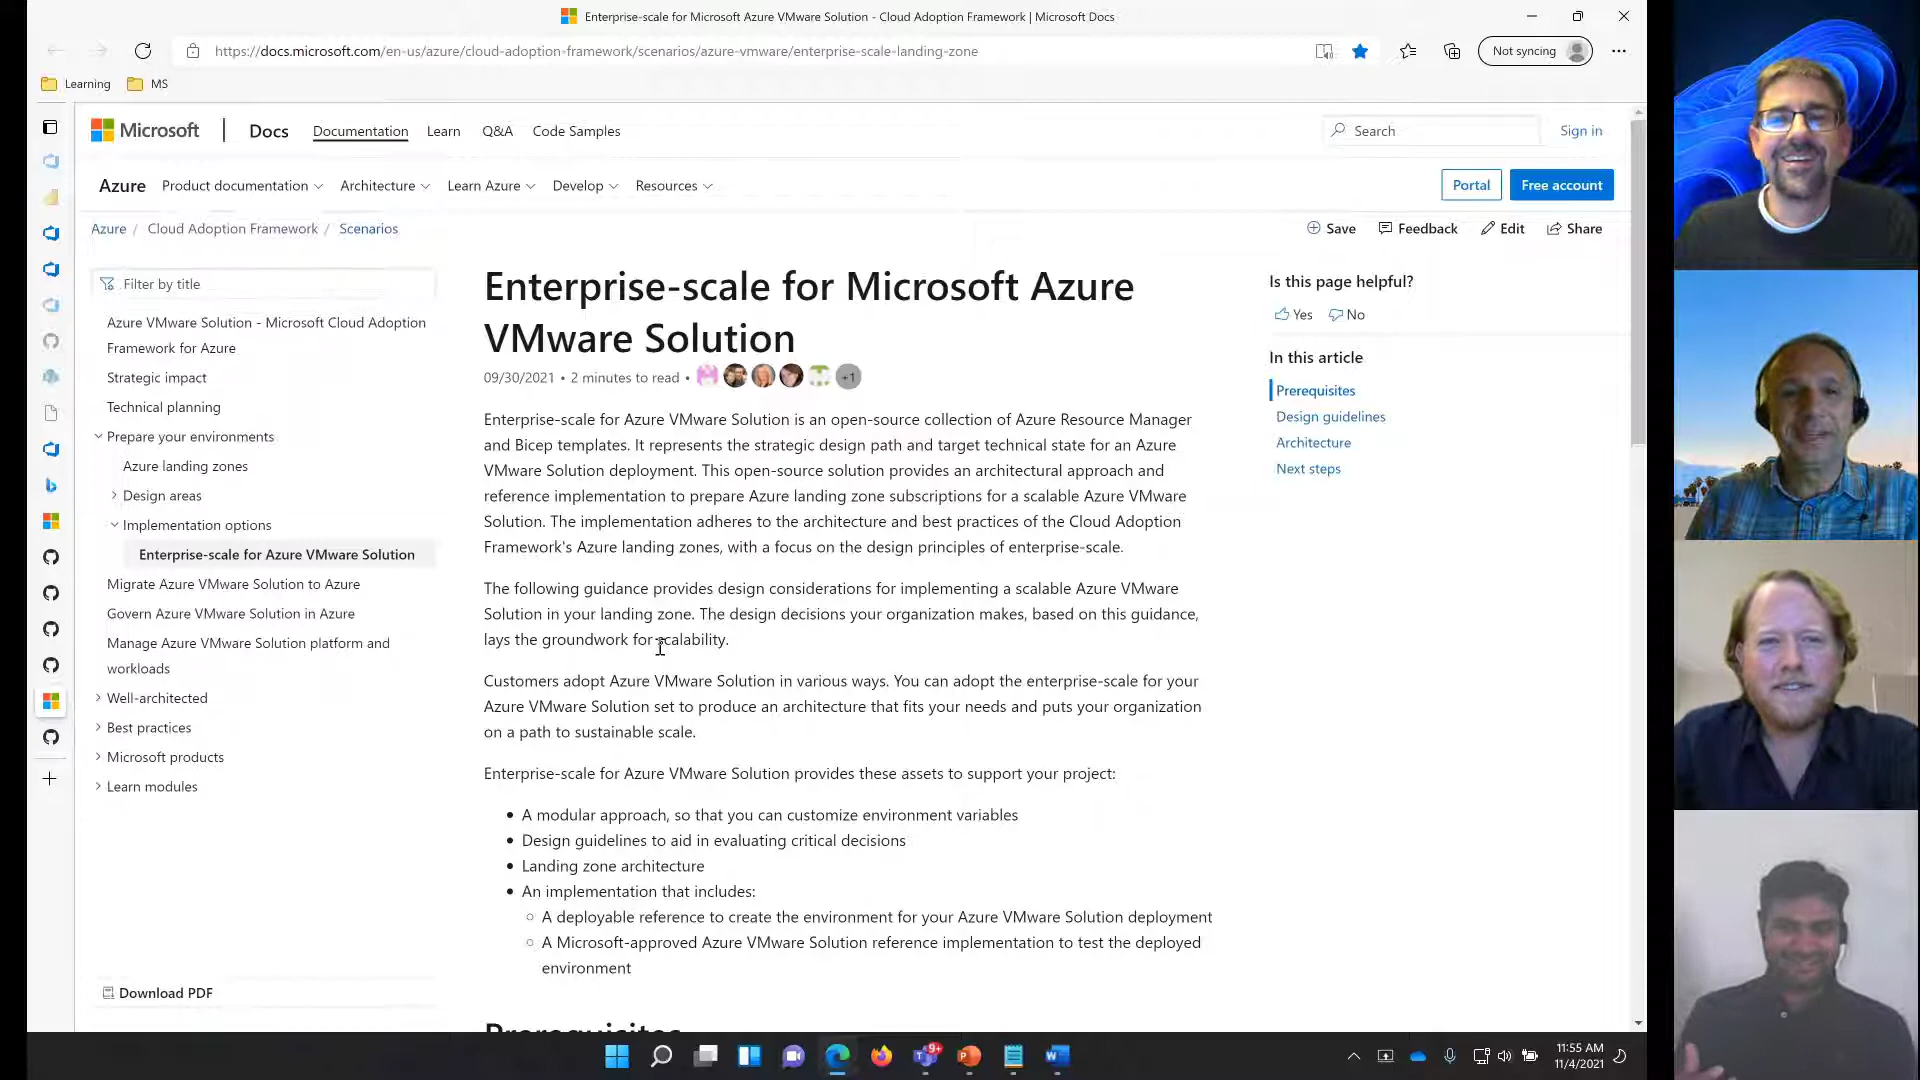 Enterprise-scale for Microsoft Azure VMware Solution - Cloud Adoption Framework | Microsoft Docs
https://docs.microsoft.com/en-us/azure/cloud-adoption-framework/scenarios/azure-vmware/enterprise-scale-landing-zone
Not syncing
Learning MS
Microsoft Docs Documentation Learn Q&A Code Samples Search Sign in
Azure Product documentation Architecture Learn Azure Develop Resources Portal Free account
Azure / Cloud Adoption Framework / Scenarios
Save Feedback Edit Share
Filter by title
Azure VMware Solution - Microsoft Cloud Adoption
Framework for Azure
Strategic impact
Technical planning
Prepare your environments
Azure landing zones
Design areas
Implementation options
Enterprise-scale for Azure VMware Solution
Migrate Azure VMware Solution to Azure
Govern Azure VMware Solution in Azure
Manage Azure VMware Solution platform and
workloads
Well-architected
Best practices
Microsoft products
Learn modules
Download PDF
Enterprise-scale for Microsoft Azure
VMware Solution
09/30/2021 • 2 minutes to read • +1
Enterprise-scale for Azure VMware Solution is an open-source collection of Azure Resource Manager
and Bicep templates. It represents the strategic design path and target technical state for an Azure
VMware Solution deployment. This open-source solution provides an architectural approach and
reference implementation to prepare Azure landing zone subscriptions for a scalable Azure VMware
Solution. The implementation adheres to the architecture and best practices of the Cloud Adoption
Framework's Azure landing zones, with a focus on the design principles of enterprise-scale.
The following guidance provides design considerations for implementing a scalable Azure VMware
Solution in your landing zone. The design decisions your organization makes, based on this guidance,
lays the groundwork for scalability.
Customers adopt Azure VMware Solution in various ways. You can adopt the enterprise-scale for your
Azure VMware Solution set to produce an architecture that fits your needs and puts your organization
on a path to sustainable scale.
Enterprise-scale for Azure VMware Solution provides these assets to support your project:
• A modular approach, so that you can customize environment variables
• Design guidelines to aid in evaluating critical decisions
• Landing zone architecture
• An implementation that includes:
○ A deployable reference to create the environment for your Azure VMware Solution deployment
○ A Microsoft-approved Azure VMware Solution reference implementation to test the deployed
environment
Prerequisites
Is this page helpful?
Yes No
In this article
Prerequisites
Design guidelines
Architecture
Next steps
9+
11:55 AM
11/4/2021